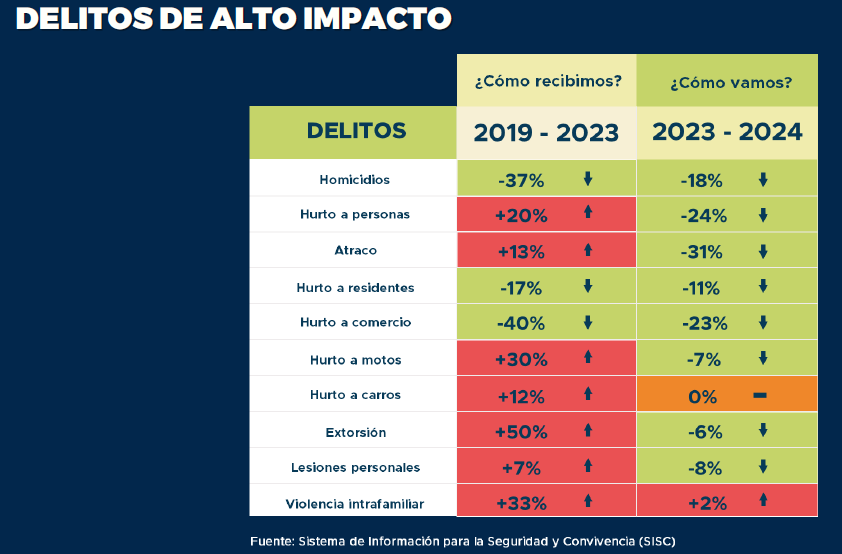 DELITOS DE ALTO IMPACTO
¿Cómo recibimos? ¿Cómo vamos?
DELITOS 2019 - 2023 2023 - 2024
Homicidios -37% -18%
Hurto a personas +20% -24%
Atraco +13% -31%
Hurto a residentes -17% -11%
Hurto a comercio -40% -23%
Hurto a motos +30% -7%
Hurto a carros +12% 0%
Extorsión +50% -6%
Lesiones personales +7% -8%
Violencia intrafamiliar +33% +2%
Fuente: Sistema de Información para la Seguridad y Convivencia (SISC)